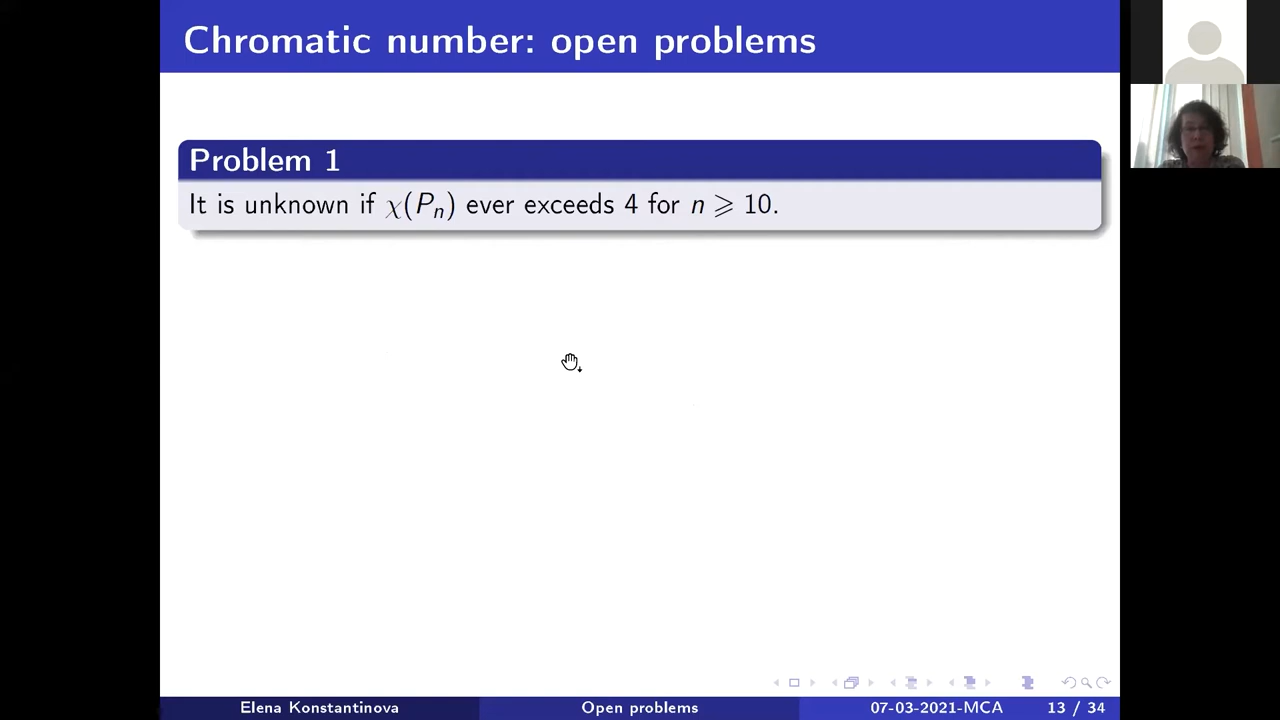 Chromatic number: open problems
Problem 1
It is unknown if χ(Pₙ) ever exceeds 4 for n ⩾ 10.
Elena Konstantinova Open problems 07-03-2021-MCA 13 / 34